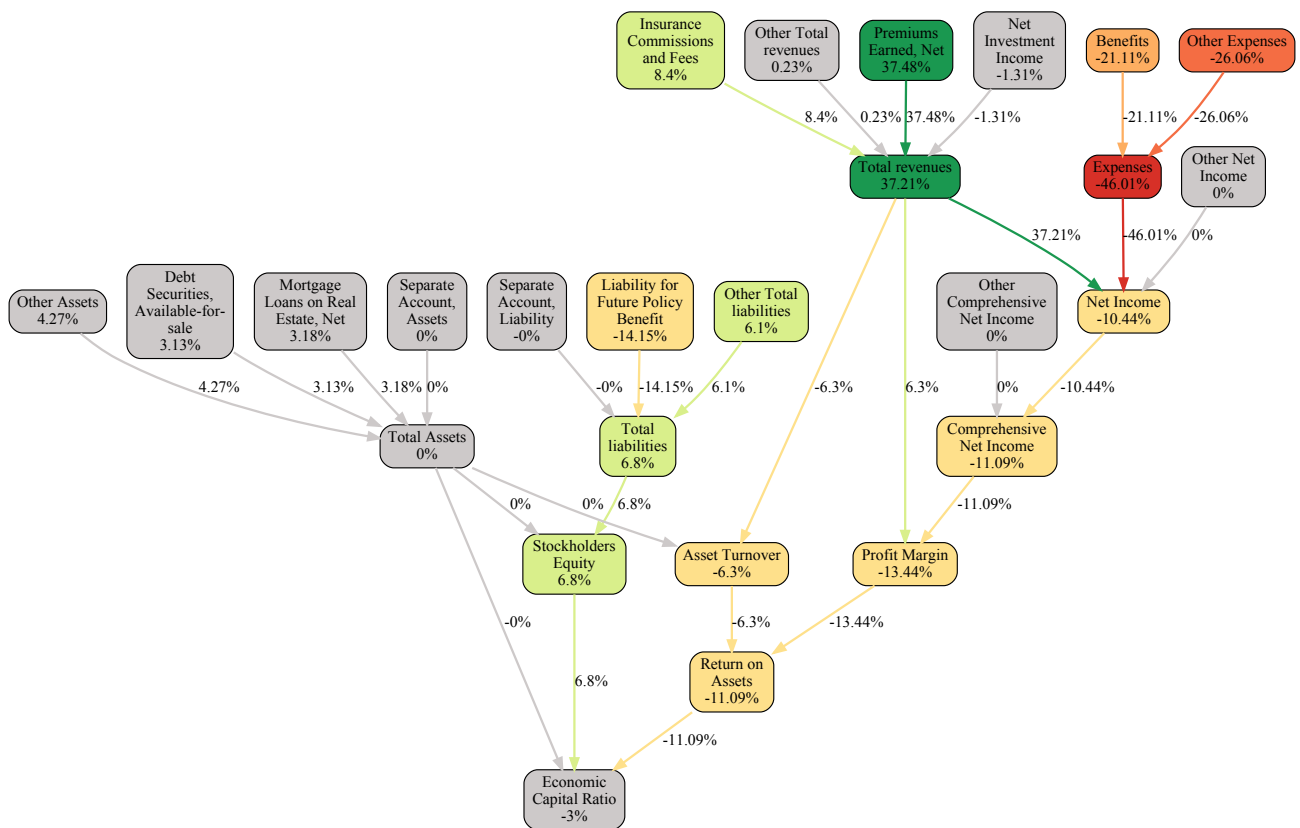 Insurance
Commissions
and Fees
8.4%
Other Total
revenues
0.23%
Premiums
Earned, Net
37.48%
Net
Investment
Income
-1.31%
Benefits
-21.11%
Other Expenses
-26.06%
8.4%
0.23%
37.48%
-1.31%
-21.11%
-26.06%
Total revenues
37.21%
Expenses
-46.01%
Other Net
Income
0%
37.21%
-46.01%
0%
Other Assets
4.27%
Debt
Securities,
Available-for-
sale
3.13%
Mortgage
Loans on Real
Estate, Net
3.18%
Separate
Account,
Assets
0%
Separate
Account,
Liability
-0%
Liability for
Future Policy
Benefit
-14.15%
Other Total
liabilities
6.1%
Other
Comprehensive
Net Income
0%
Net Income
-10.44%
4.27%
3.13%
3.18%
0%
-0%
-14.15%
6.1%
-6.3%
6.3%
0%
-10.44%
Total Assets
0%
Total
liabilities
6.8%
Comprehensive
Net Income
-11.09%
0%
0%
6.8%
-11.09%
Stockholders
Equity
6.8%
Asset Turnover
-6.3%
Profit Margin
-13.44%
-0%
-6.3%
-13.44%
Return on
Assets
-11.09%
6.8%
-11.09%
Economic
Capital Ratio
-3%